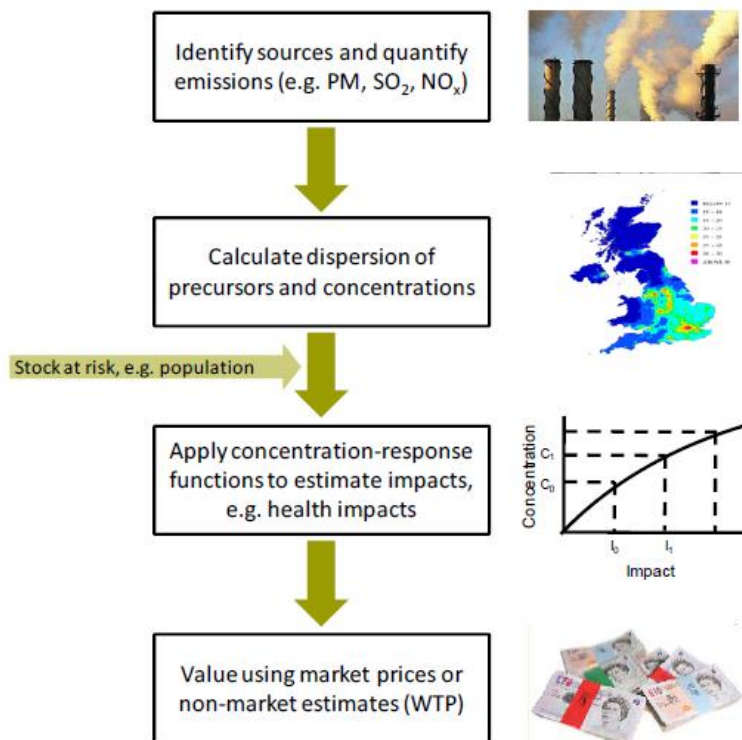 Identify sources and quantify
emissions (e.g. PM, SO₂, NOₓ)
Calculate dispersion of
precursors and concentrations
Stock at risk, e.g. population
Apply concentration-response
functions to estimate impacts,
e.g. health impacts
Concentration
C₁
C₀
I₀
I₁
Impact
Value using market prices or
non-market estimates (WTP)